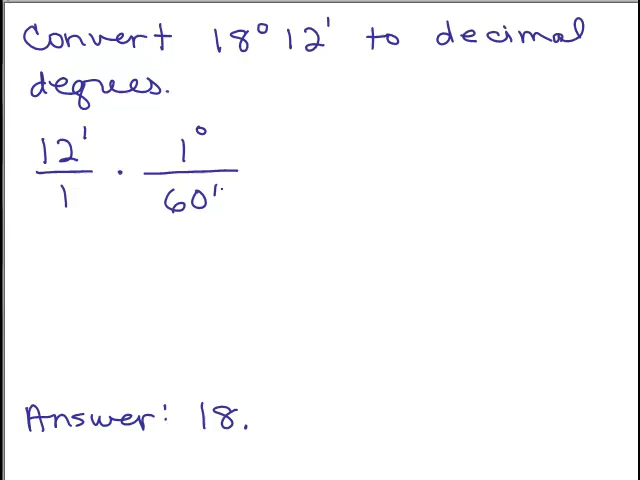 Convert 18° 12' to decimal
degrees.
12' / 1 · 1° / 60'
Answer: 18.